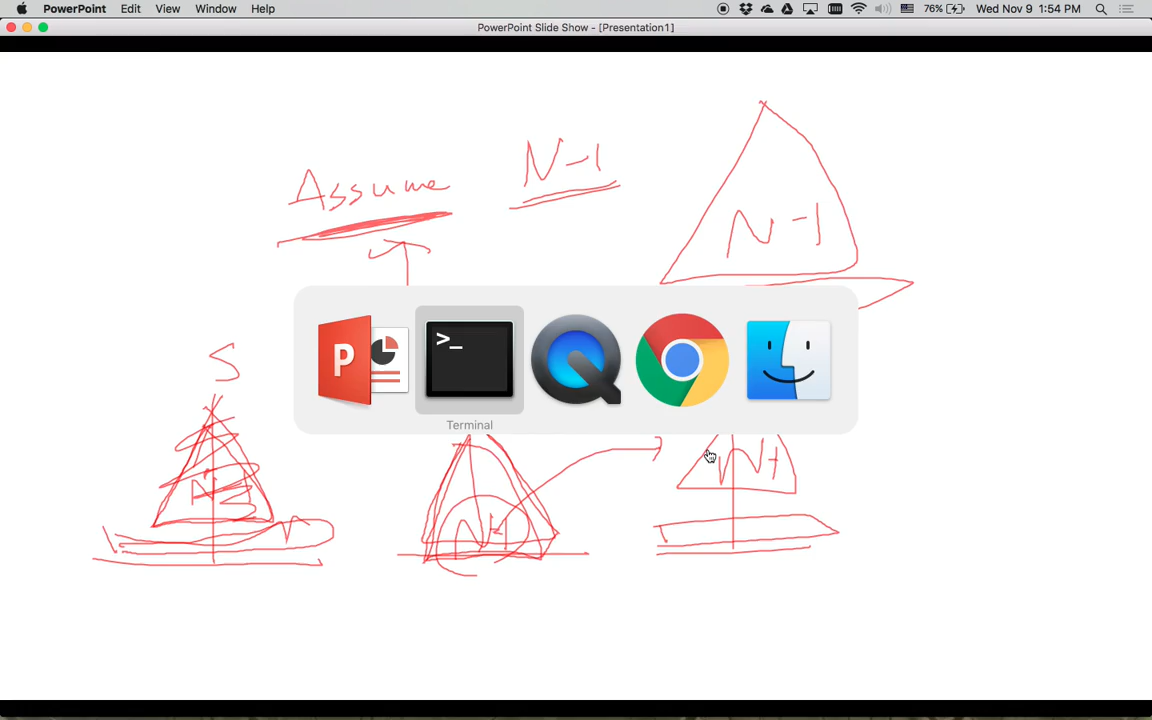 PowerPoint Edit View Window Help 76% Wed Nov 9 1:54 PM
PowerPoint Slide Show - [Presentation1]
Assume
N-1
N-1
P
>_
Terminal
S
N-1